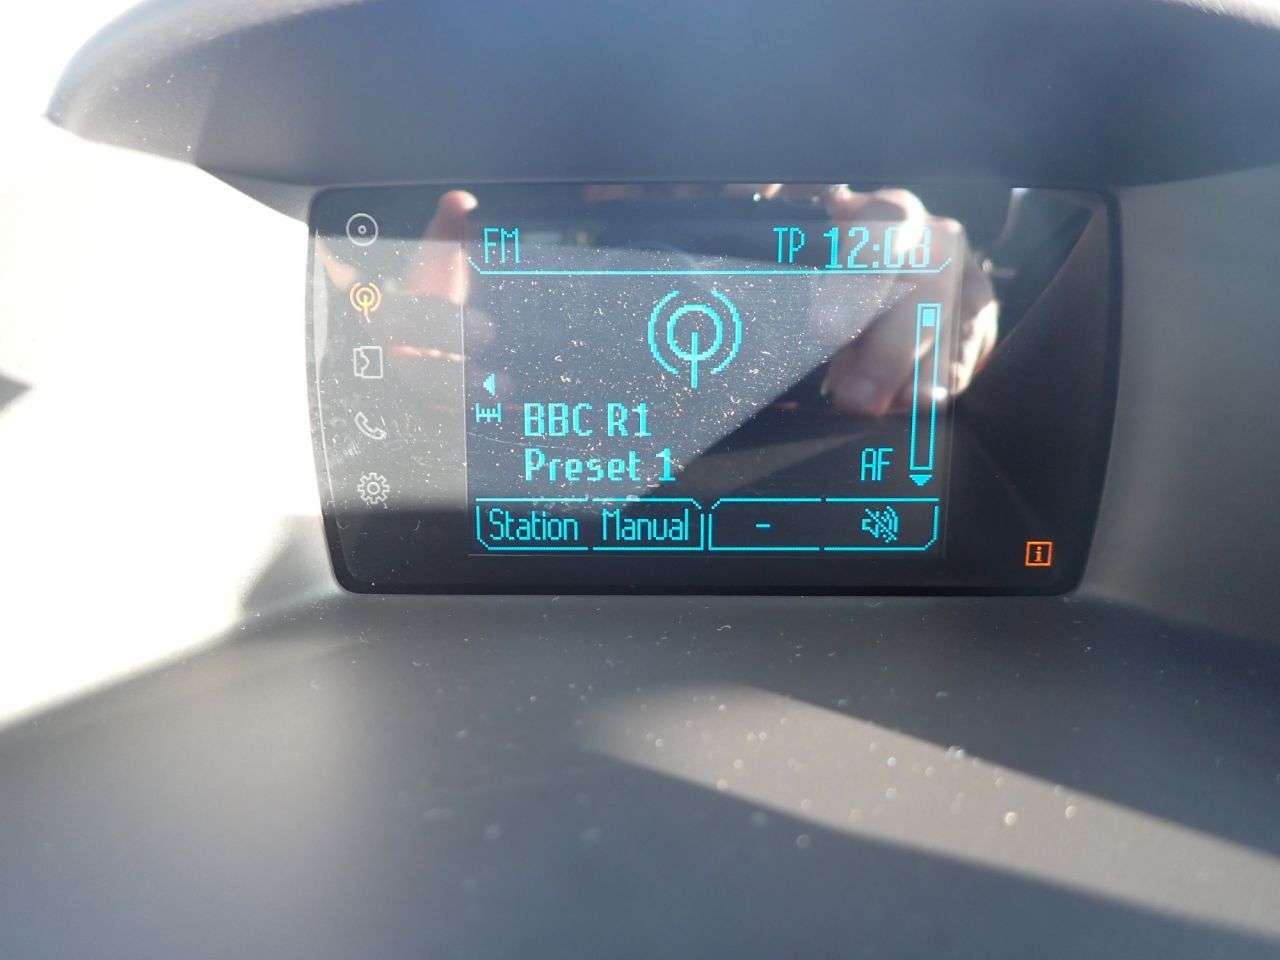 FM TP 12:08
BBC R1
Preset 1 AF
Station Manual -
i